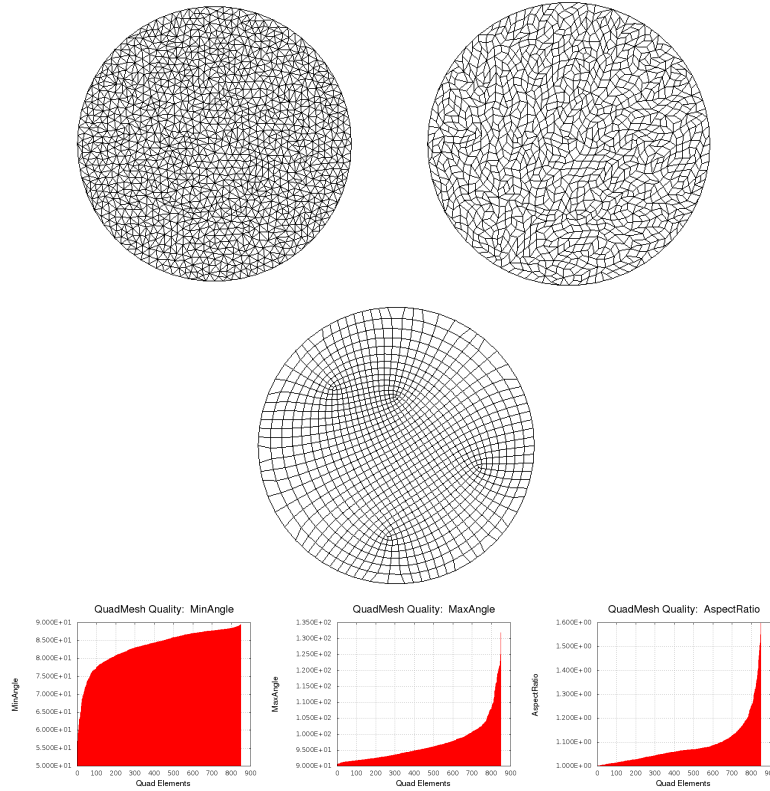 QuadMesh Quality: MinAngle
MinAngle
9.000E+01
8.500E+01
8.000E+01
7.500E+01
7.000E+01
6.500E+01
6.000E+01
5.500E+01
5.000E+01
0 100 200 300 400 500 600 700 800 900
Quad Elements
QuadMesh Quality: MaxAngle
MaxAngle
1.350E+02
1.300E+02
1.250E+02
1.200E+02
1.150E+02
1.100E+02
1.050E+02
1.000E+02
9.500E+01
9.000E+01
0 100 200 300 400 500 600 700 800 900
Quad Elements
QuadMesh Quality: AspectRatio
AspectRatio
1.600E+00
1.500E+00
1.400E+00
1.300E+00
1.200E+00
1.100E+00
1.000E+00
0 100 200 300 400 500 600 700 800
Quad Elements